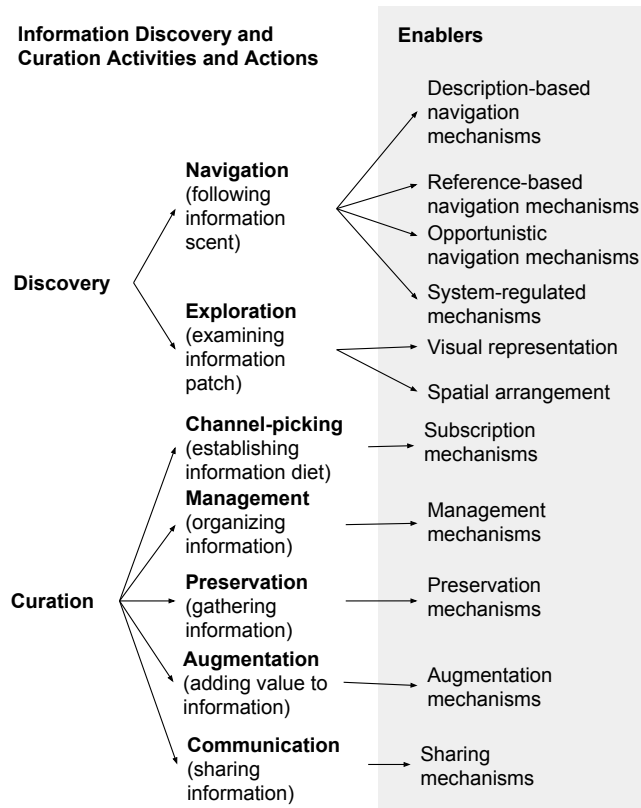 Information Discovery and
Curation Activities and Actions
Enablers
Description-based
navigation
mechanisms
Navigation
(following
information
scent)
Reference-based
navigation mechanisms
Opportunistic
navigation mechanisms
System-regulated
mechanisms
Discovery
Exploration
(examining
information
patch)
Visual representation
Spatial arrangement
Channel-picking
(establishing
information diet)
Subscription
mechanisms
Management
(organizing
information)
Management
mechanisms
Curation
Preservation
(gathering
information)
Preservation
mechanisms
Augmentation
(adding value to
information)
Augmentation
mechanisms
Communication
(sharing
information)
Sharing
mechanisms